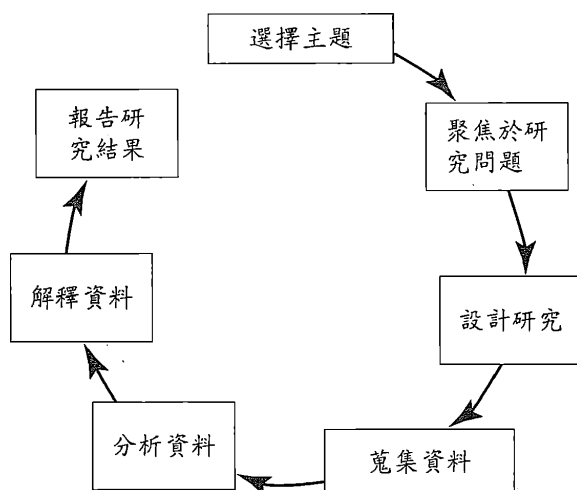 選擇主題
聚焦於研
究問題
設計研究
蒐集資料
分析資料
解釋資料
報告研
究結果